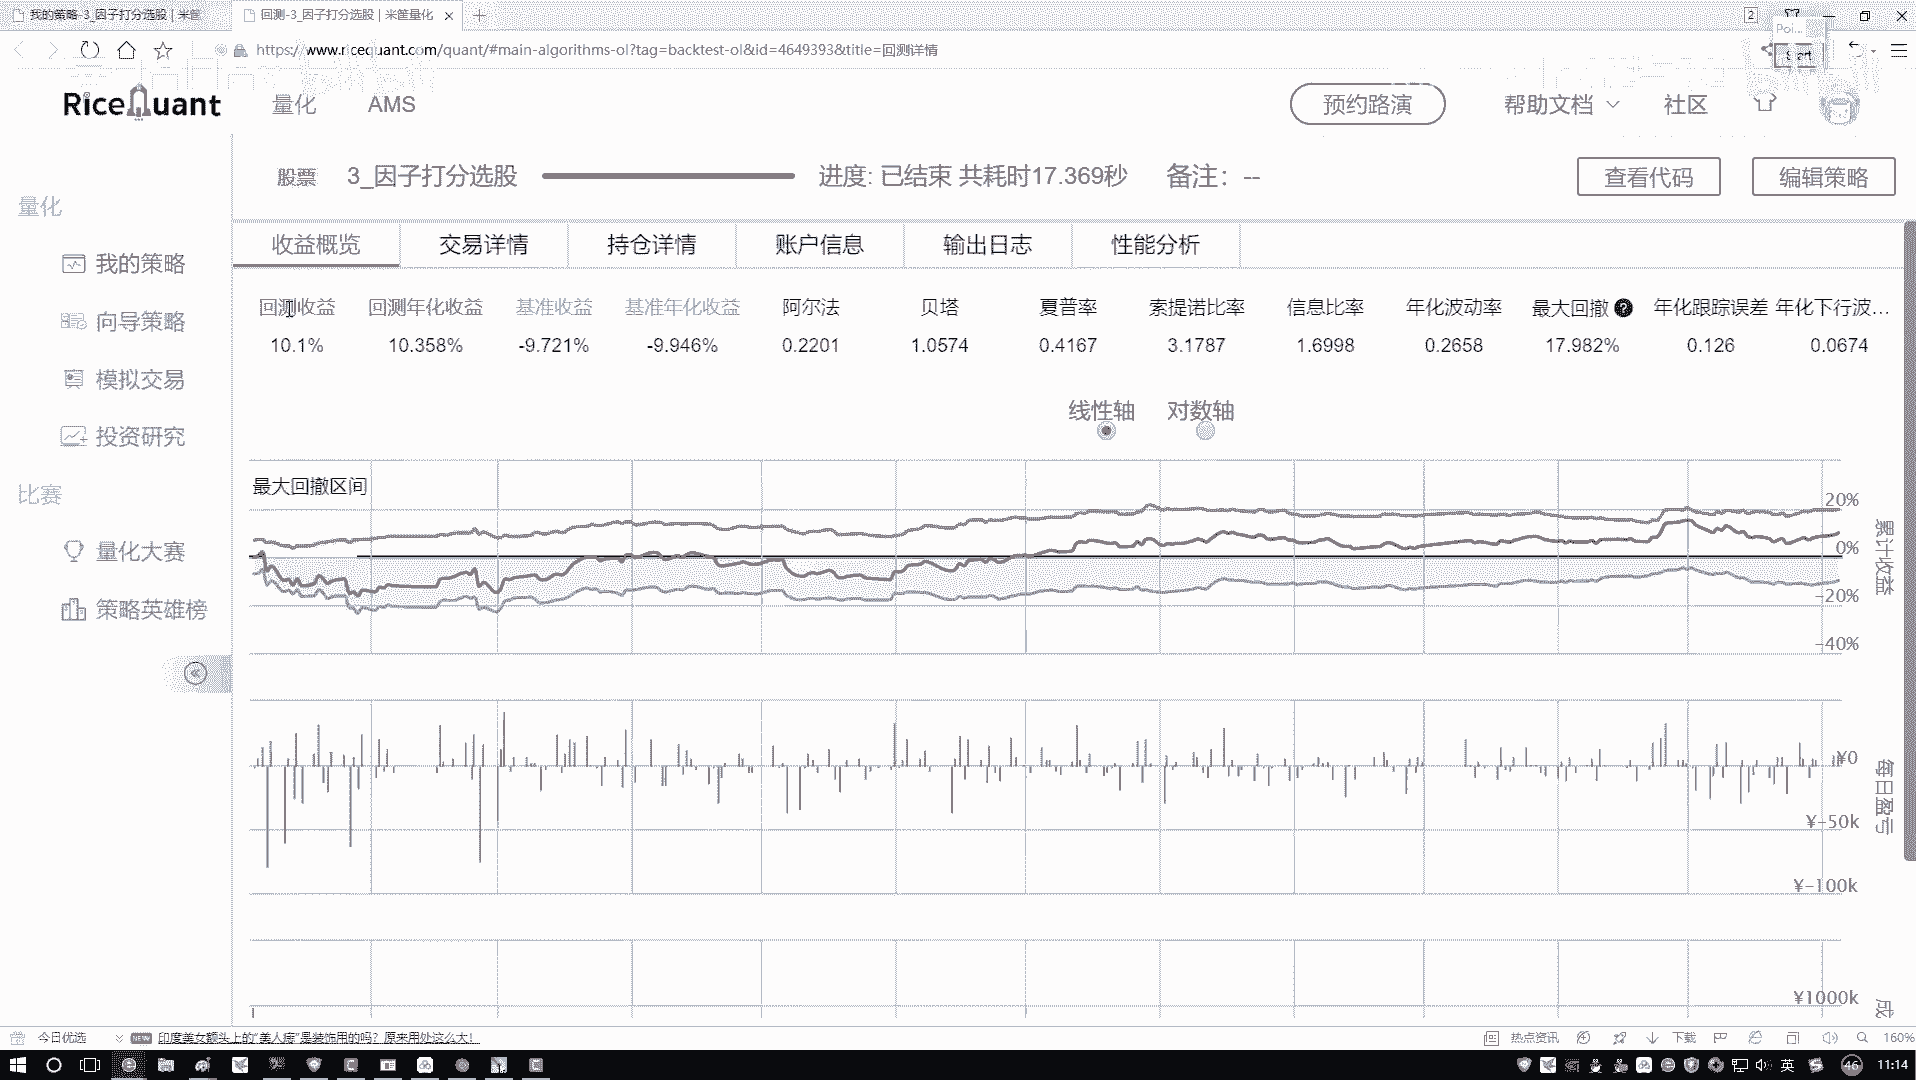 我的策略-3_因子打分选股 | 米筐
回测-3_因子打分选股 | 米筐量化
2
https://www.ricequant.com/quant/#main-algorithms-ol?tag=backtest-ol&id=4649393&title=回测详情
RiceQuant
量化
AMS
预约路演
帮助文档
社区
股票
3_因子打分选股
进度: 已结束 共耗时17.369秒
备注: --
查看代码
编辑策略
量化
我的策略
向导策略
模拟交易
投资研究
比赛
量化大赛
策略英雄榜
收益概览
交易详情
持仓详情
账户信息
输出日志
性能分析
回测收益 回测年化收益 基准收益 基准年化收益 阿尔法 贝塔 夏普率 索提诺比率 信息比率 年化波动率 最大回撤 年化跟踪误差 年化下行波...
10.1% 10.358% -9.721% -9.946% 0.2201 1.0574 0.4167 3.1787 1.6998 0.2658 17.982% 0.126 0.0674
线性轴 对数轴
最大回撤区间
20%
0%
-20%
-40%
累计收益
¥0
¥-50k
¥-100k
每日盈亏
¥1000k
成
今日优选
NEW
印度美女额头上的“美人痣”是装饰用的吗？原来用处这么大！
热点资讯
下载
160%
英
46
11:14